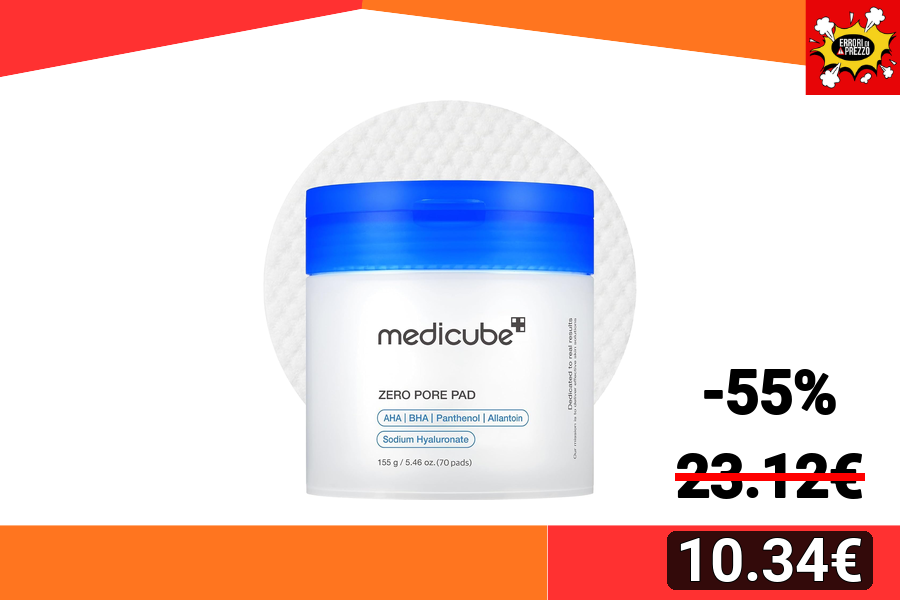 ERRORI DI
PREZZO
medicube
Dedicated to real results
Our mission is to deliver effective skin solutions
ZERO PORE PAD
AHA | BHA | Panthenol | Allantoin
Sodium Hyaluronate
155 g / 5.46 oz. (70 pads)
-55%
23.12€
10.34€